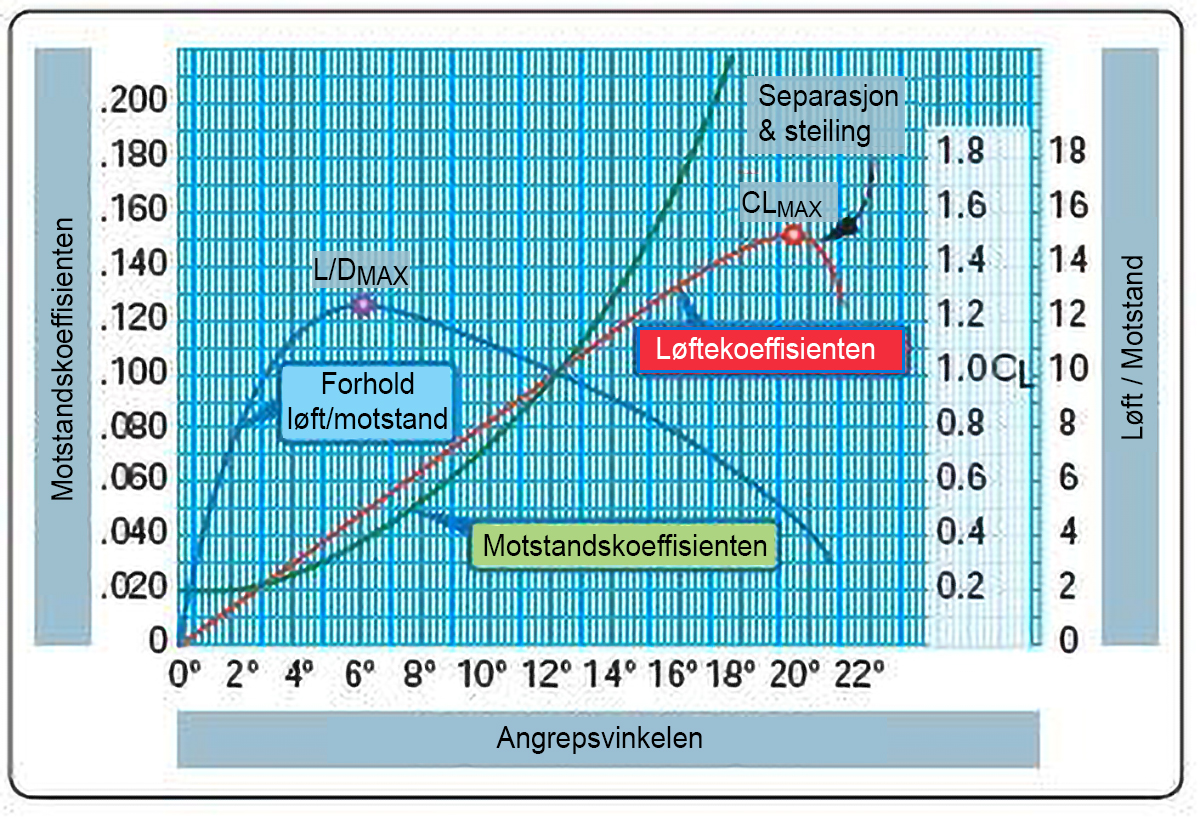 Motstandskoeffisienten
.200
.180
.160
.140
.120
.100
.080
.060
.040
.020
0
Separasjon
& steiling
CLMAX
L/DMAX
Løftekoeffisienten
Forhold
løft/motstand
Motstandskoeffisienten
1.8
1.6
1.4
1.2
1.0 CL
0.8
0.6
0.4
0.2
18
16
14
12
10
8
6
4
2
0
Løft / Motstand
0° 2° 4° 6° 8° 10° 12° 14° 16° 18° 20° 22°
Angrepsvinkelen